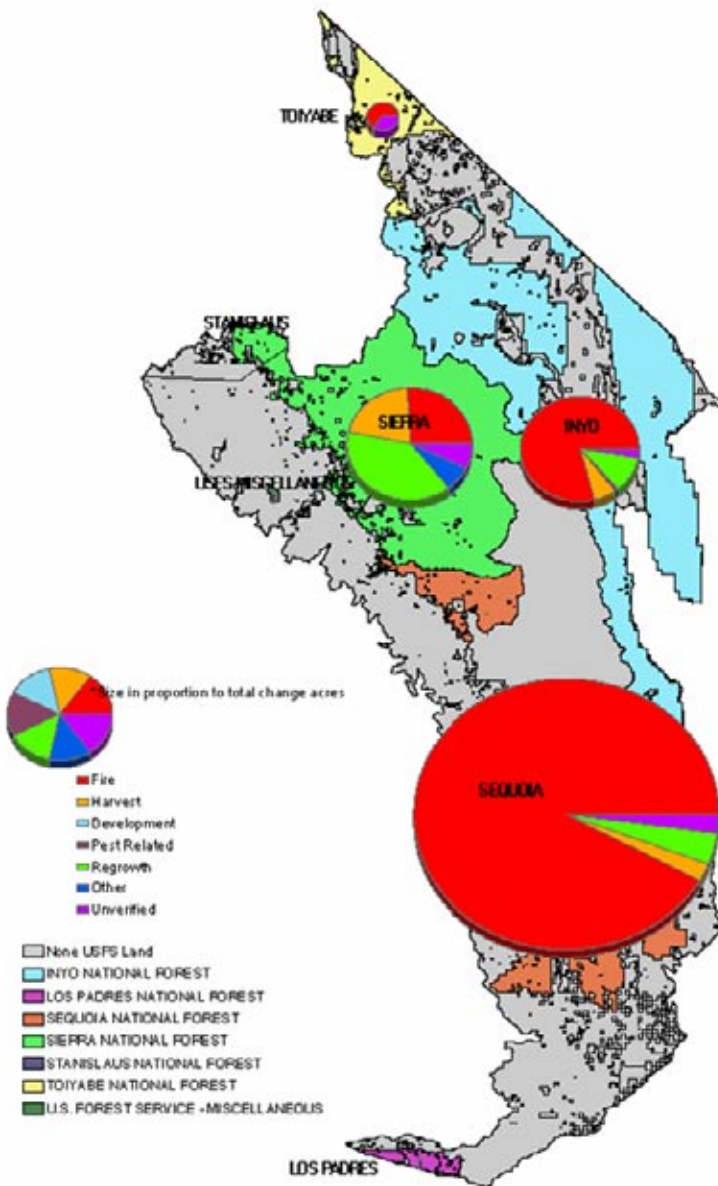 TOIYABE
STANISLAUS
SIERRA
INYO
USFS MISCELLANEOUS
* Size in proportion to total change acres
SEQUOIA
Fire
Harvest
Development
Pest Related
Regrowth
Other
Unverified
None USFS Land
INYO NATIONAL FOREST
LOS PADRES NATIONAL FOREST
SEQUOIA NATIONAL FOREST
SIERRA NATIONAL FOREST
STANISLAUS NATIONAL FOREST
TOIYABE NATIONAL FOREST
U.S. FOREST SERVICE - MISCELLANEOUS
LOS PADRES